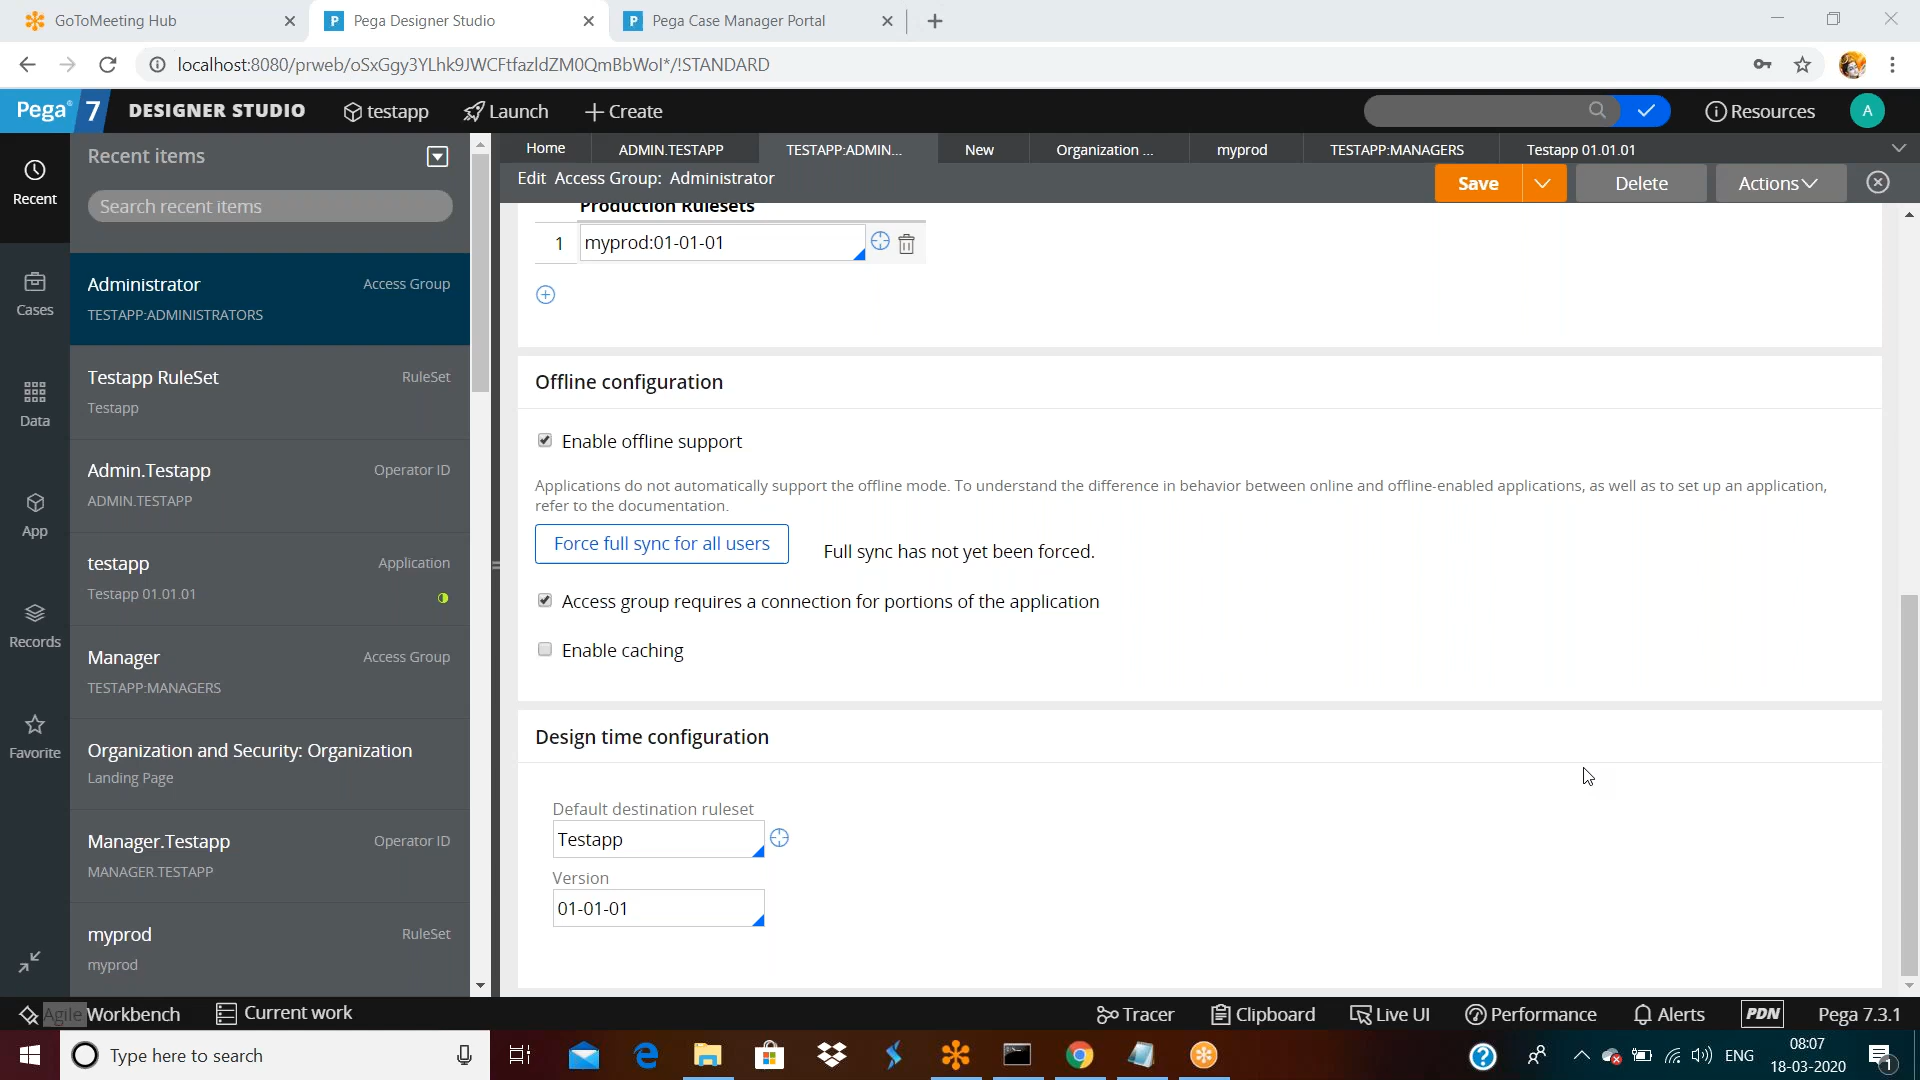 GoToMeeting Hub
Pega Designer Studio
Pega Case Manager Portal
localhost:8080/prweb/oSxGgy3YLhk9JWCFtfazldZM0QmBbWoI*/!STANDARD
Pega 7 DESIGNER STUDIO testapp Launch Create
Resources A
Home ADMIN.TESTAPP TESTAPP:ADMIN... New Organization ... myprod TESTAPP:MANAGERS Testapp 01.01.01
Edit Access Group: Administrator
Save Delete Actions
Recent
Cases
Data
App
Records
Favorite
Recent items
Search recent items
Administrator Access Group
TESTAPP:ADMINISTRATORS
Testapp RuleSet RuleSet
Testapp
Admin.Testapp Operator ID
ADMIN.TESTAPP
testapp Application
Testapp 01.01.01
Manager Access Group
TESTAPP:MANAGERS
Organization and Security: Organization
Landing Page
Manager.Testapp Operator ID
MANAGER.TESTAPP
myprod RuleSet
myprod
Production Rulesets
1 myprod:01-01-01
Offline configuration
Enable offline support
Applications do not automatically support the offline mode. To understand the difference in behavior between online and offline-enabled applications, as well as to set up an application,
refer to the documentation.
Force full sync for all users Full sync has not yet been forced.
Access group requires a connection for portions of the application
Enable caching
Design time configuration
Default destination ruleset
Testapp
Version
01-01-01
Agile Workbench Current work Tracer Clipboard Live UI Performance Alerts PDN Pega 7.3.1
Type here to search
ENG
08:07
18-03-2020
1